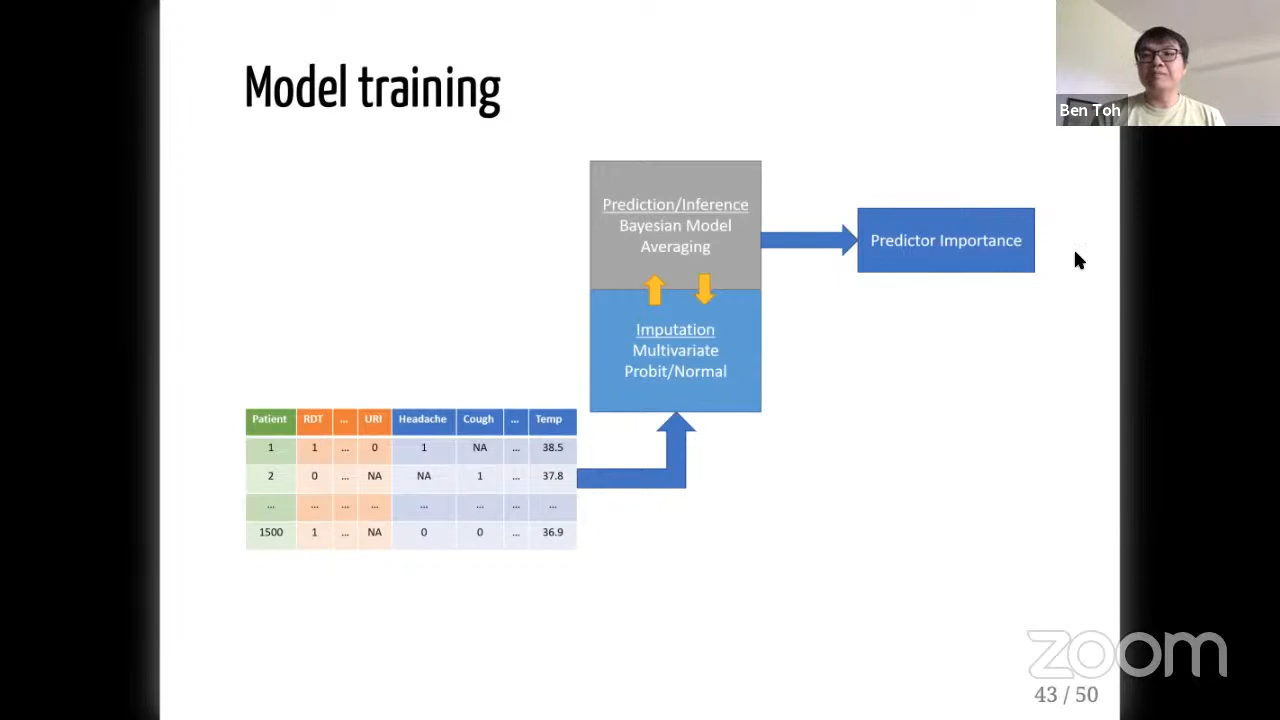 Model training
Ben Toh
Prediction/Inference
Bayesian Model
Averaging
Predictor Importance
Imputation
Multivariate
Probit/Normal
Patient RDT ... URI Headache Cough ... Temp
1 1 ... 0 1 NA ... 38.5
2 0 ... NA NA 1 ... 37.8
... ... ... ... ... ... ... ...
1500 1 ... NA 0 0 ... 36.9
zoom
43 / 50